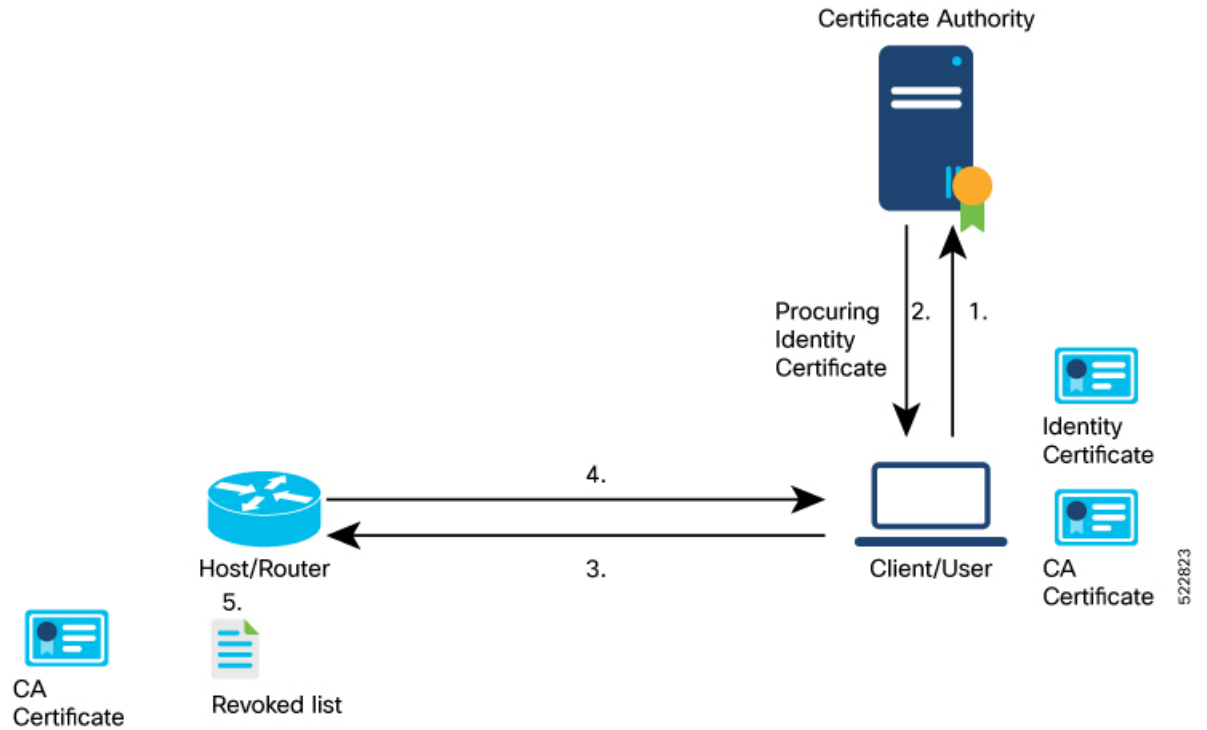 Certificate Authority
Procuring
Identity
Certificate
2.
1.
Identity
Certificate
4.
Host/Router
3.
Client/User
CA
Certificate
522823
5.
CA
Certificate
Revoked list